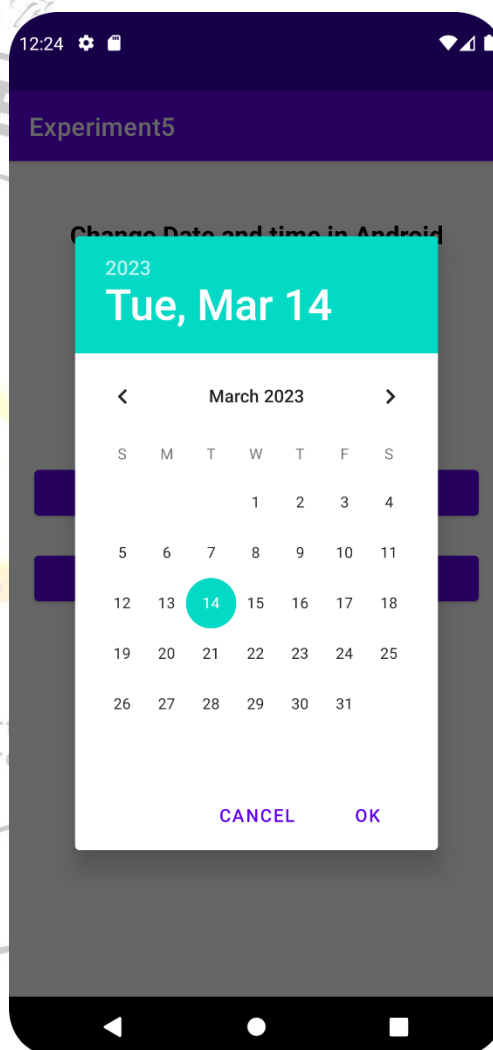 12:24
Experiment5
Change Date and time in Android
2023
Tue, Mar 14
March 2023
S M T W T F S
1 2 3 4
5 6 7 8 9 10 11
12 13 14 15 16 17 18
19 20 21 22 23 24 25
26 27 28 29 30 31
CANCEL OK